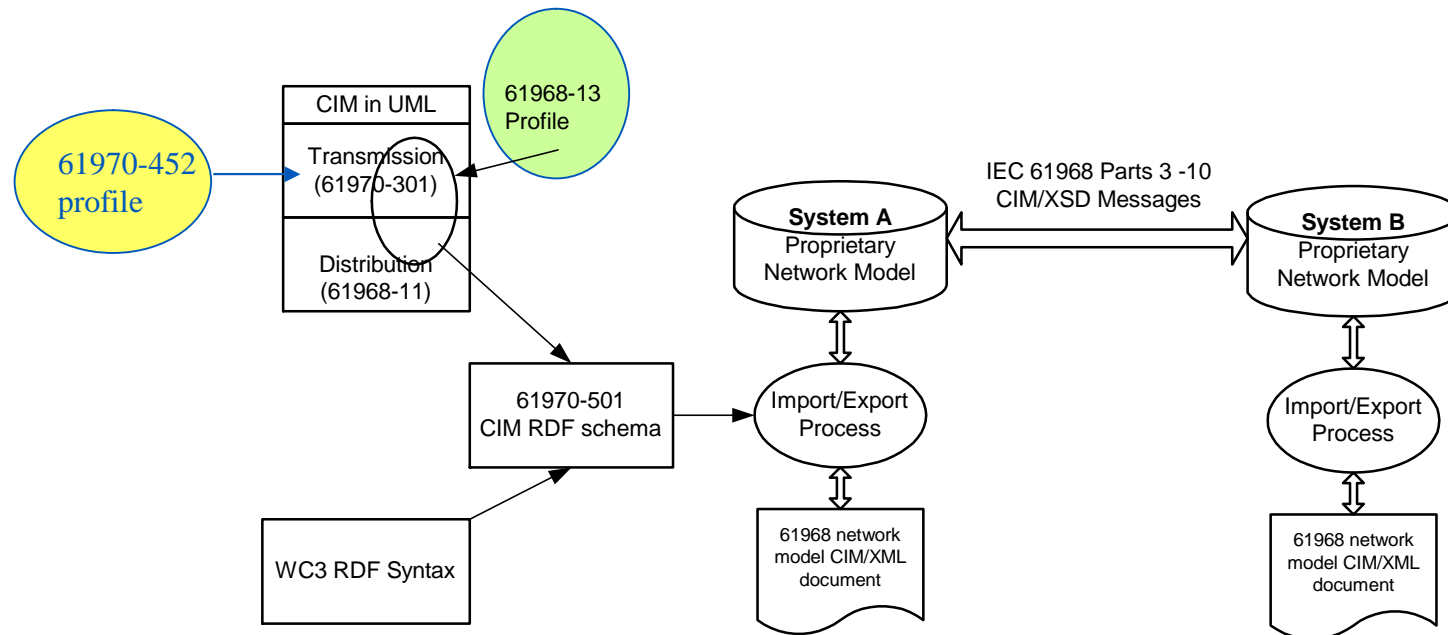 CIM in UML
Transmission
(61970-301)
Distribution
(61968-11)
61968-13
Profile
61970-452
profile
61970-501
CIM RDF schema
WC3 RDF Syntax
IEC 61968 Parts 3 -10
CIM/XSD Messages
System A
Proprietary
Network Model
Import/Export
Process
61968 network
model CIM/XML
document
System B
Proprietary
Network Model
Import/Export
Process
61968 network
model CIM/XML
document